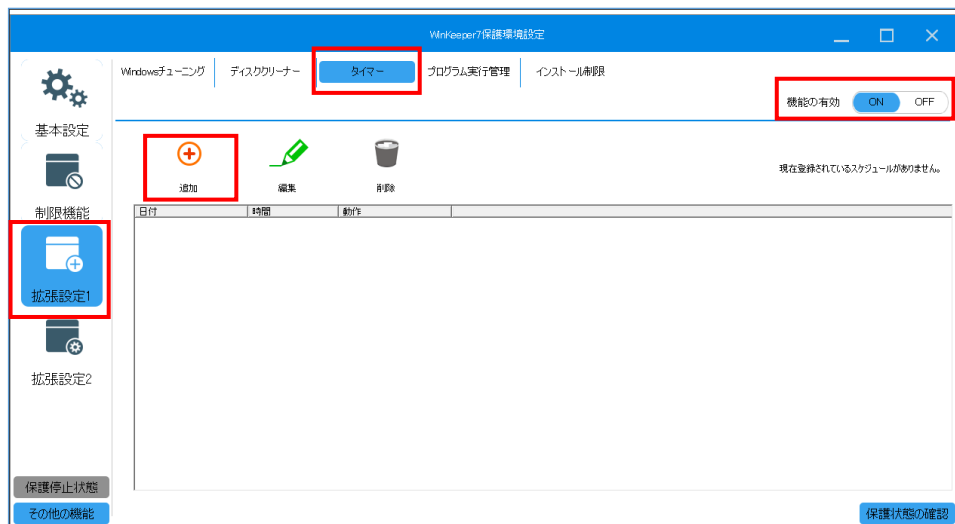 WinKeeper7保護環境設定
基本設定
制限機能
拡張設定1
拡張設定2
保護停止状態
その他の機能
Windowsチューニング ディスククリーナー タイマー プログラム実行管理 インストール制限
機能の有効 ON OFF
追加 編集 削除
現在登録されているスケジュールがありません。
日付 時間 動作
保護状態の確認